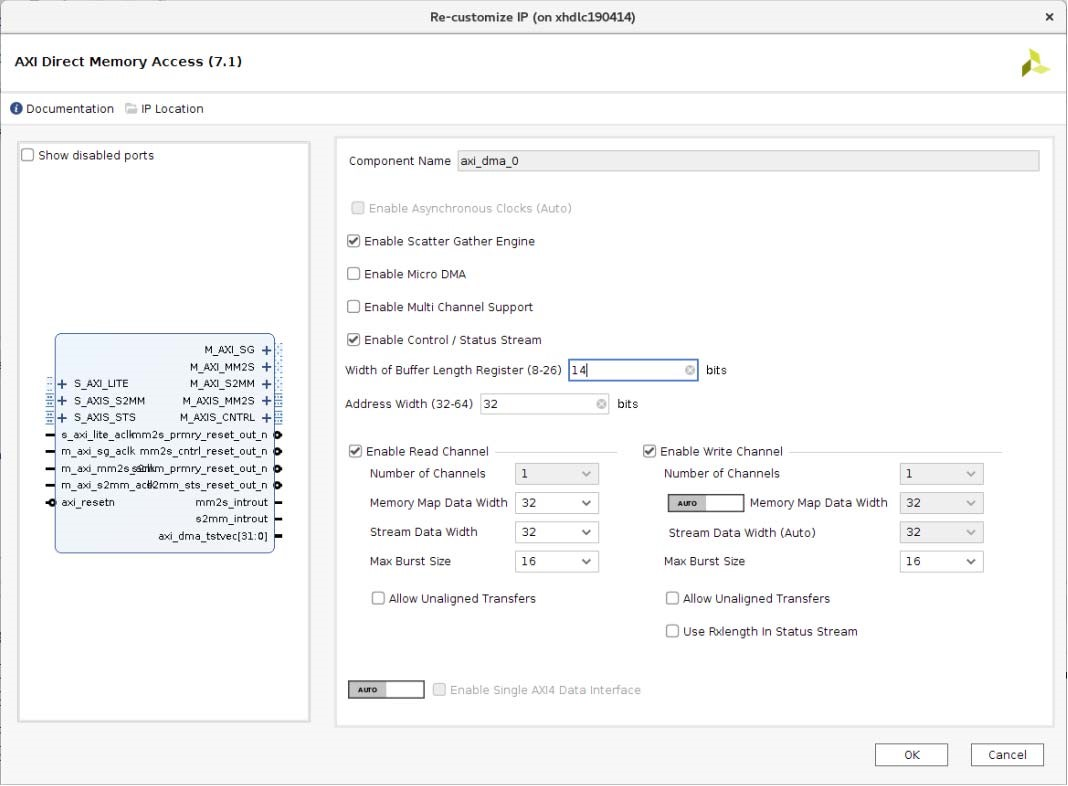 Re-customize IP (on xhdlc190414)
AXI Direct Memory Access (7.1)
Documentation IP Location
Show disabled ports
M_AXI_SG
M_AXI_MM2S
S_AXI_LITE M_AXI_S2MM
S_AXIS_S2MM M_AXIS_MM2S
S_AXIS_STS M_AXIS_CNTRL
s_axi_lite_aclk mm2s_prmry_reset_out_n
m_axi_sg_aclk mm2s_cntrl_reset_out_n
prmry_reset_out_n
s2mm_sts_reset_out_n
axi_resetn mm2s_introut
s2mm_introut
axi_dma_tstvec[31:0]
Component Name axi_dma_0
Enable Asynchronous Clocks (Auto)
Enable Scatter Gather Engine
Enable Micro DMA
Enable Multi Channel Support
Enable Control / Status Stream
Width of Buffer Length Register (8-26) 14 bits
Address Width (32-64) 32 bits
Enable Read Channel
Number of Channels 1
Memory Map Data Width 32
Stream Data Width 32
Max Burst Size 16
Allow Unaligned Transfers
Enable Write Channel
Number of Channels 1
AUTO Memory Map Data Width 32
Stream Data Width (Auto) 32
Max Burst Size 16
Allow Unaligned Transfers
Use Rxlength In Status Stream
AUTO Enable Single AXI4 Data Interface
OK Cancel